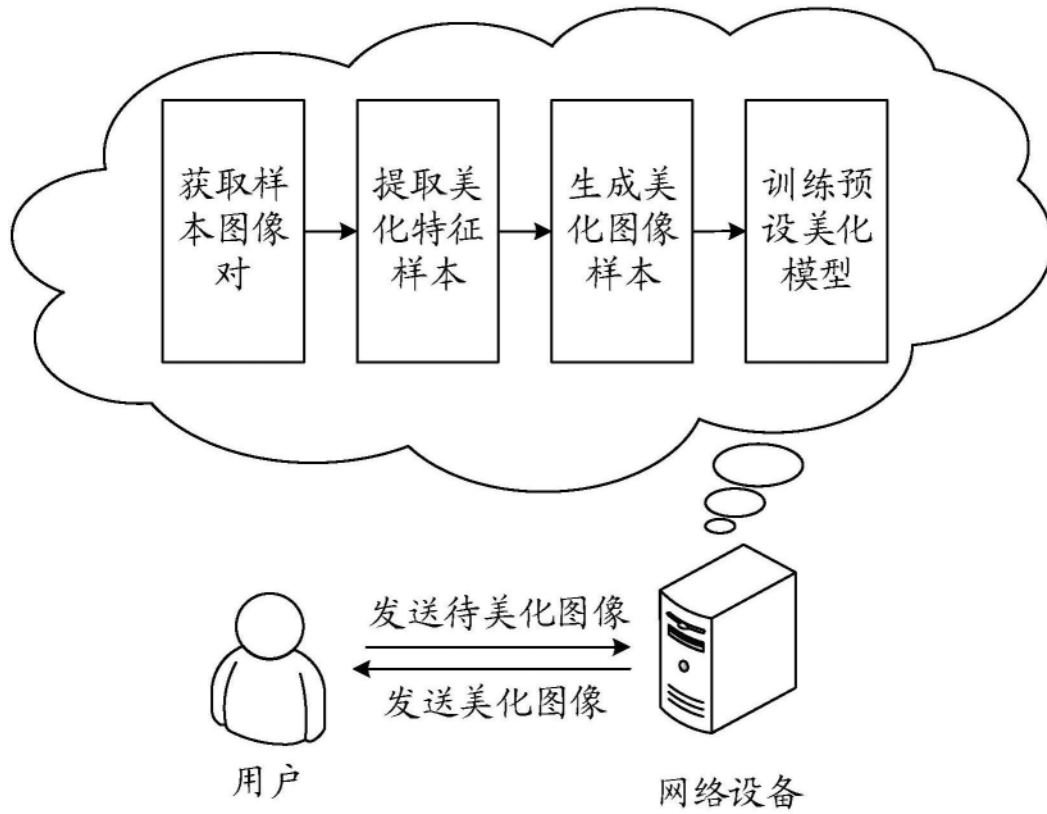 获取样
本图像
对
提取美
化特征
样本
生成美
化图像
样本
训练预
设美化
模型
发送待美化图像
发送美化图像
用户
网络设备